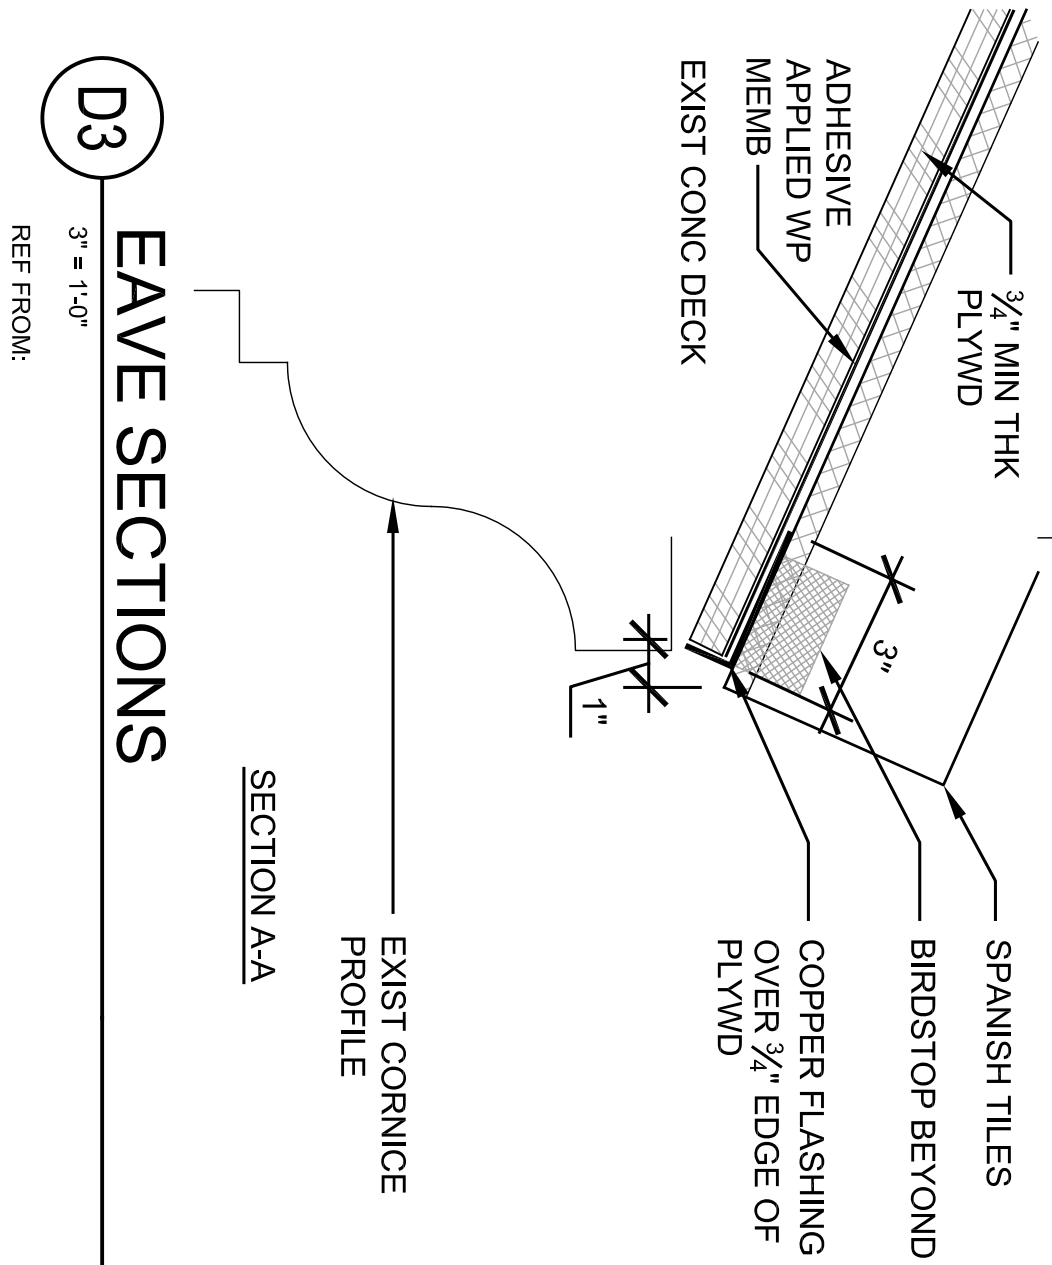 ADHESIVE
APPLIED WP
MEMB
EXIST CONC DECK
¾" MIN THK
PLYWD
3"
1"
SPANISH TILES
BIRDSTOP BEYOND
COPPER FLASHING
OVER ¾" EDGE OF
PLYWD
EXIST CORNICE
PROFILE
SECTION A-A
D3
EAVE SECTIONS
3" = 1'-0"
REF FROM: